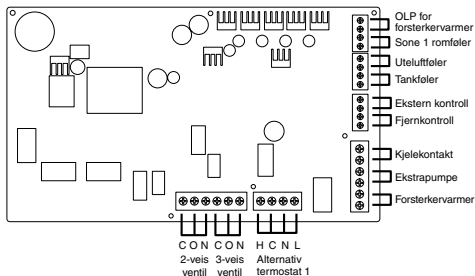 OLP for
forsterkervarmer
Sone 1 romføler
Uteluftføler
Tankføler
Ekstern kontroll
Fjernkontroll
Kjelekontakt
Ekstrapumpe
Forsterkervarmer
C O N C O N H C N L
2-veis 3-veis Alternativ
ventil ventil termostat 1